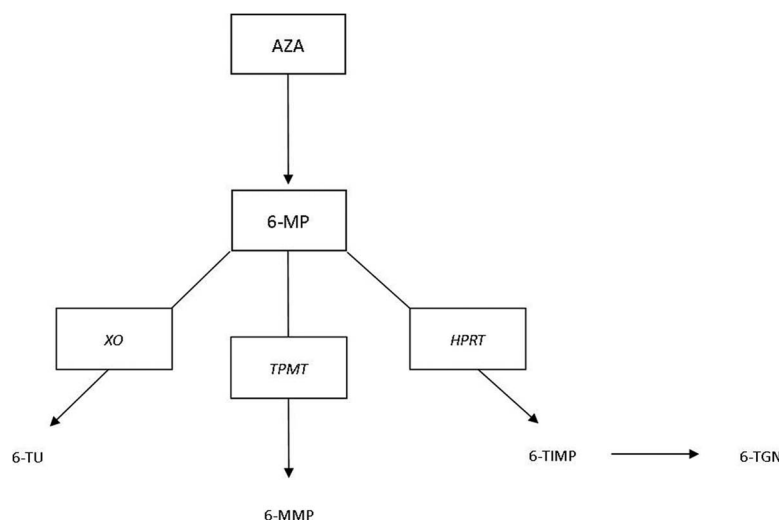 AZA
6-MP
XO
TPMT
HPRT
6-TU
6-MMP
6-TIMP
6-TGN